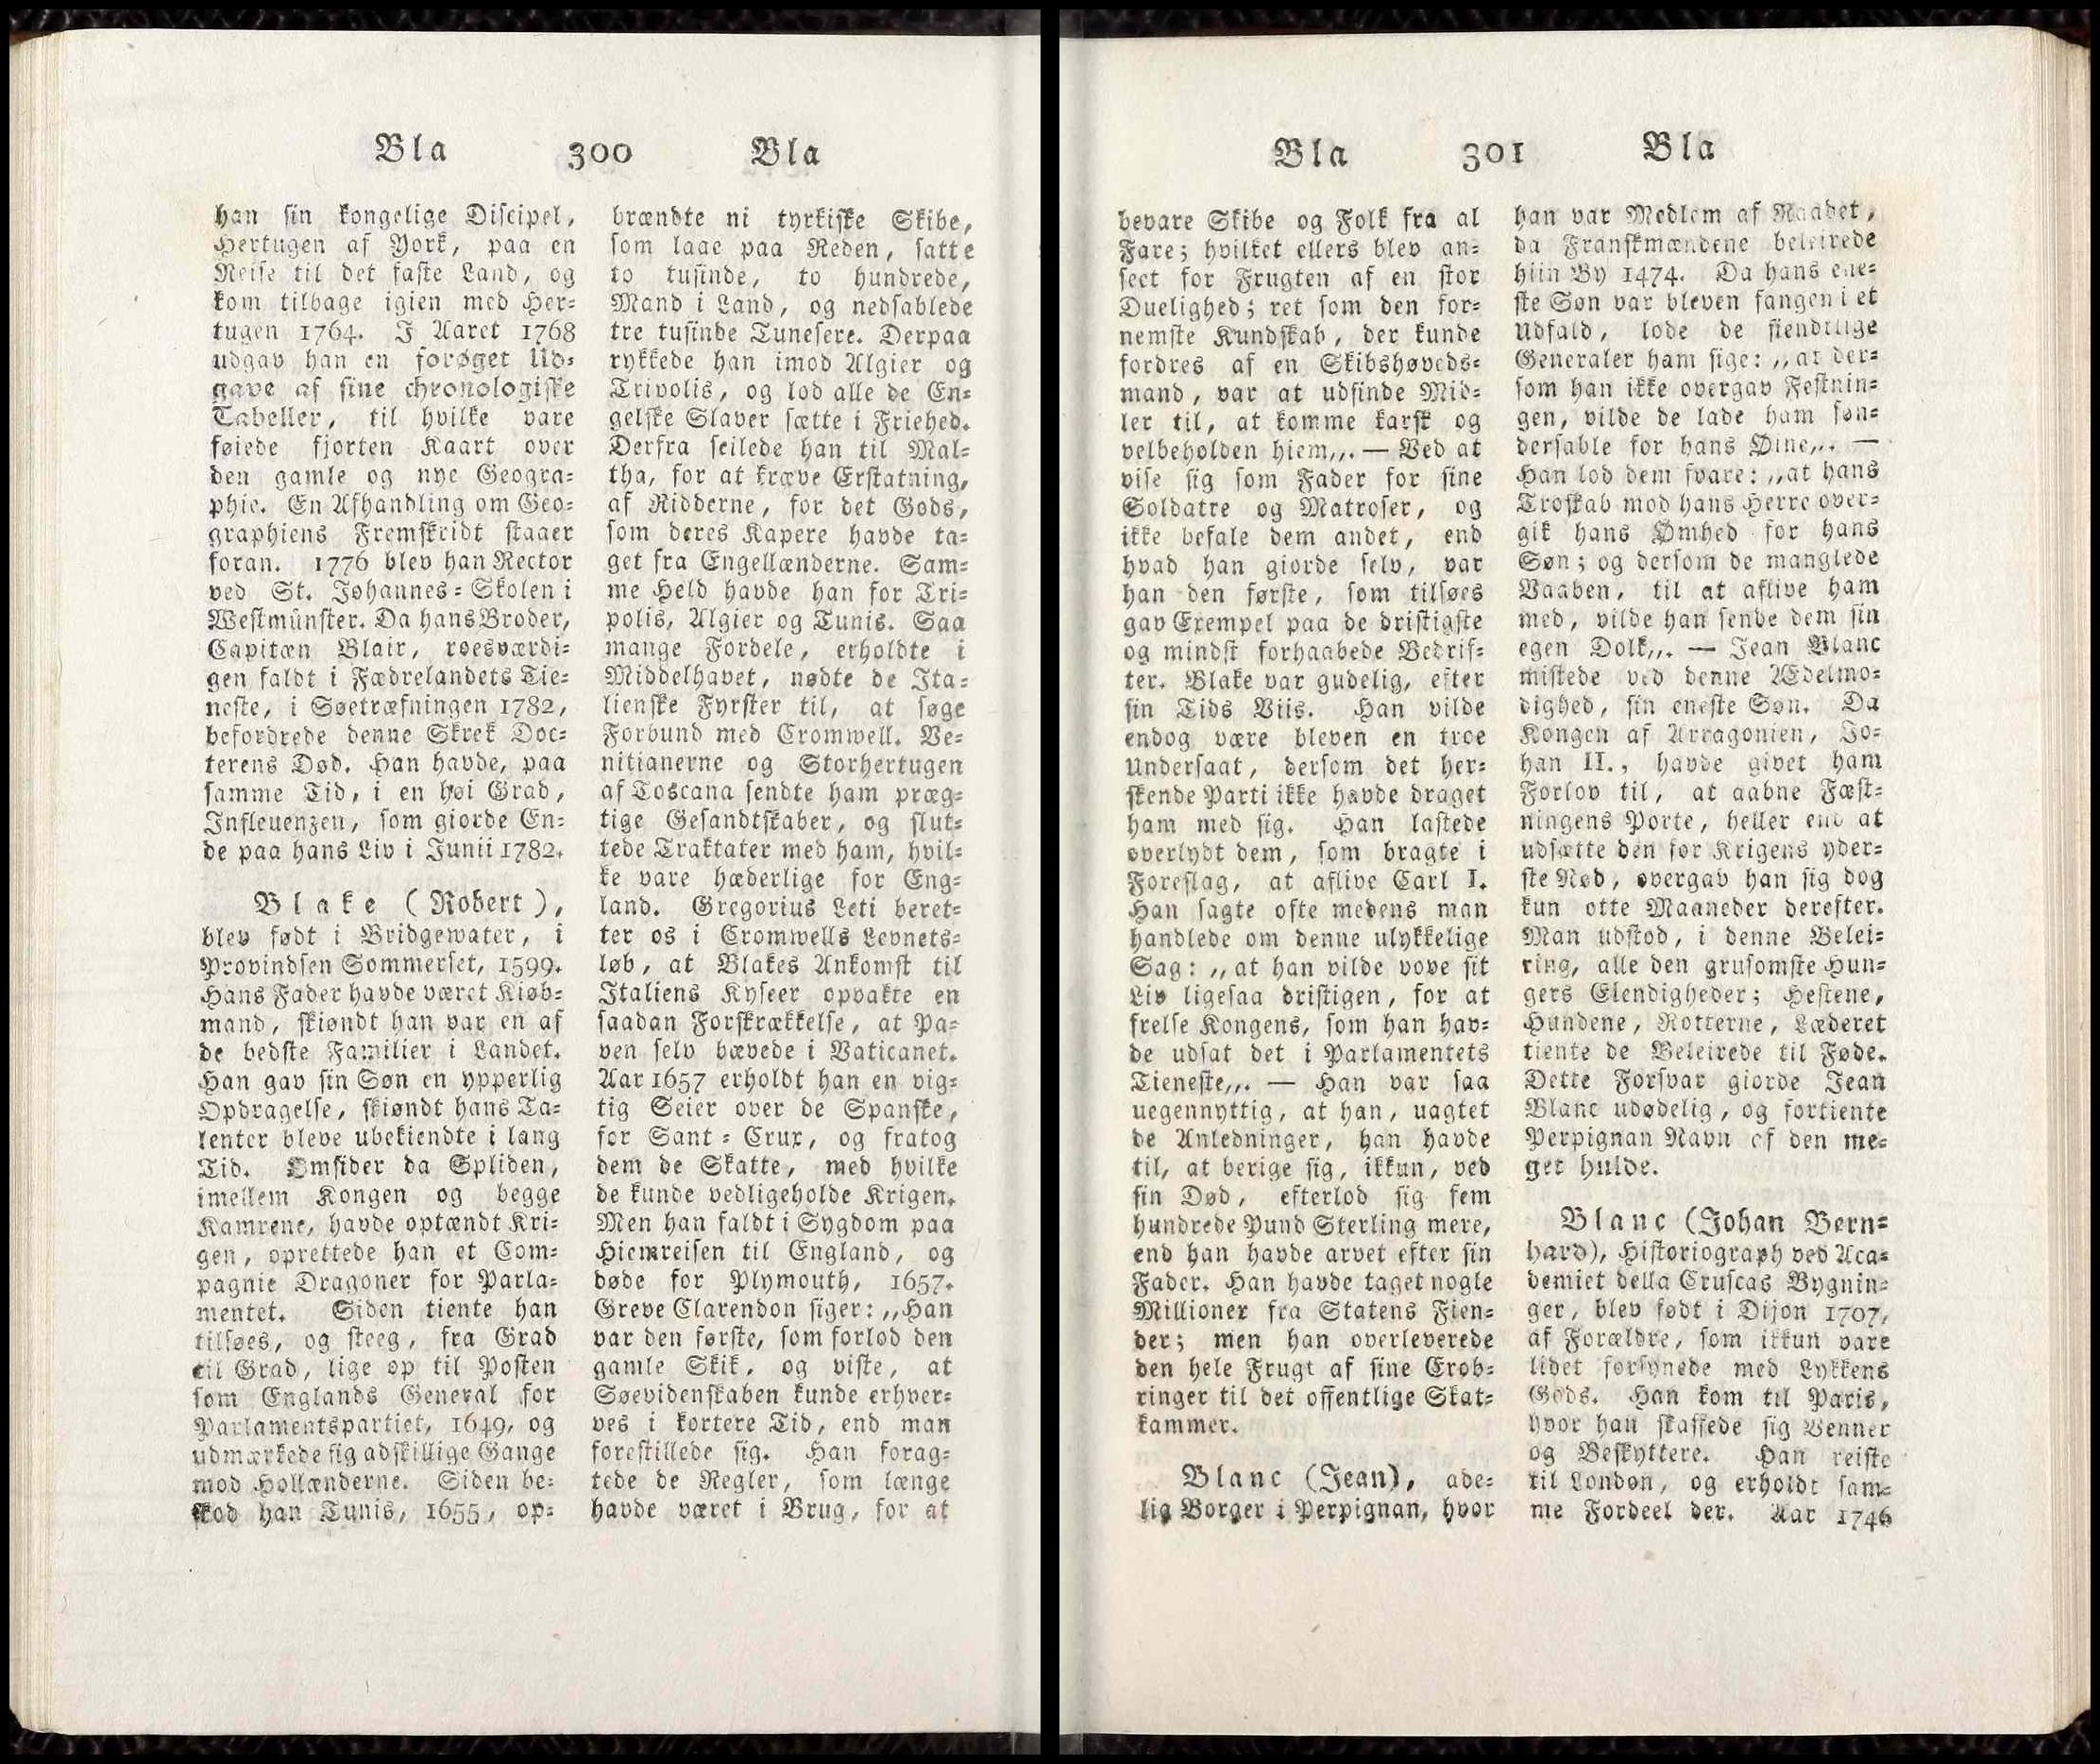 Bla 300 Bla
han sin kongelige Discipel,
Hertugen af York, paa en
Reise til det faste Land, og
kom tilbage igien med Her-
tugen 1764. I Aaret 1768
udgav han en forøget Ud-
gave af sine chronologiske
Tabeller, til hvilke vare
føiede fjorten Kaart over
den gamle og nye Geogra-
phie. En Afhandling om Geo-
graphiens Fremskridt staaer
foran. 1776 blev han Rector
ved St. Johannes-Skolen i
Westmünster. Da hans Broder,
Capitæn Blair, roesværdi-
gen faldt i Fædrelandets Tie-
neste, i Søetræfningen 1782,
befordrede denne Skrek Doc-
terens Død. Han havde, paa
samme Tid, i en høi Grad,
Infleuenzen, som giorde En-
de paa hans Liv i Junii 1782.
Blake (Robert),
blev født i Bridgewater, i
Provindsen Sommerset, 1599.
Hans Fader havde været Kiøb-
mand, skiøndt han var en af
de bedste Familier i Landet.
Han gav sin Søn en ypperlig
Opdragelse, skiøndt hans Ta-
lenter bleve ubekiendte i lang
Tid. Omsider da Spliden,
imellem Kongen og begge
Kamrene, havde optændt Kri-
gen, oprettede han et Com-
pagnie Dragoner for Parla-
mentet. Siden tiente han
tilsøes, og steeg, fra Grad
til Grad, lige op til Posten
som Englands General for
Parlamentspartiet, 1649, og
udmærkede sig adskillige Gange
mod Hollænderne. Siden be-
skod han Tunis, 1655, op-
brændte ni tyrkiske Skibe,
som laae paa Reden, satte
to tusinde, to hundrede,
Mand i Land, og nedsablede
tre tusinde Tunesere. Derpaa
rykkede han imod Algier og
Trivolis, og lod alle de En-
gelske Slaver sætte i Friehed.
Derfra seilede han til Mal-
tha, for at kræve Erstatning,
af Ridderne, for det Gods,
som deres Kapere havde ta-
get fra Engellænderne. Sam-
me Held havde han for Tri-
polis, Algier og Tunis. Saa
mange Fordele, erholdte i
Middelhavet, nødte de Ita-
lienske Fyrster til, at søge
Forbund med Cromwell. Ve-
nitianerne og Storhertugen
af Toscana sendte ham præg-
tige Gesandtskaber, og slut-
tede Traktater med ham, hvil-
ke vare hæderlige for Eng-
land. Gregorius Leti beret-
ter os i Cromwells Levnets-
løb, at Blakes Ankomst til
Italiens Kyseer opvakte en
saadan Forskrækkelse, at Pa-
ven selv bævede i Vaticanet.
Aar 1657 erholdt han en vig-
tig Seier over de Spanske,
for Sant-Crux, og fratog
dem de Skatte, med hvilke
de kunde vedligeholde Krigen.
Men han faldt i Sygdom paa
Hiemreisen til England, og
døde for Plymouth, 1657.
Greve Clarendon siger: „Han
var den første, som forlod den
gamle Skik, og viste, at
Søevidenskaben kunde erhver-
ves i kortere Tid, end man
forestillede sig. Han forag-
tede de Regler, som længe
havde været i Brug, for at
Bla 301 Bla
bevare Skibe og Folk fra al
Fare; hvilket ellers blev an-
seet for Frugten af en stor
Duelighed; ret som den for-
nemste Kundskab, der kunde
fordres af en Skibshøveds-
mand, var at udfinde Mid-
ler til, at komme karsk og
velbeholden hiem„. — Ved at
vise sig som Fader for sine
Soldatre og Matroser, og
ikke befale dem andet, end
hvad han giorde selv, var
han den første, som tilsøes
gav Exempel paa de dristigste
og mindst forhaabede Bedrif-
ter. Blake var gudelig, efter
sin Tids Viis. Han vilde
endog være bleven en troe
Undersaat, dersom det her-
skende Parti ikke havde draget
ham med sig. Han lastede
overlydt dem, som bragte i
Foreslag, at aflive Carl I.
Han sagte ofte medens man
handlede om denne ulykkelige
Sag: „at han vilde vove sit
Liv ligesaa dristigen, for at
frelse Kongens, som han hav-
de udsat det i Parlamentets
Tieneste„. — Han var saa
uegennyttig, at han, uagtet
de Anledninger, han havde
til, at berige sig, ikkun, ved
sin Død, efterlod sig fem
hundrede Pund Sterling mere,
end han havde arvet efter sin
Fader. Han havde taget nogle
Millioner fra Statens Fien-
der; men han overleverede
den hele Frugt af sine Erob-
ringer til det offentlige Skat-
kammer.
Blanc (Jean), ade-
lig Borger i Perpignan, hvor
han var Medlem af Raadet,
da Franskmændene beleirede
hiin By 1474. Da hans ene-
ste Søn var bleven fangen i et
Udfald, lode de fiendtlige
Generaler ham sige: „at der-
som han ikke overgav Festnin-
gen, vilde de lade ham søn-
dersable for hans Øine„. —
Han lod dem svare: „at hans
Troskab mod hans Herre over-
gik hans Ømhed for hans
Søn; og dersom de manglede
Vaaben, til at aflive ham
med, vilde han sende dem sin
egen Dolk„. — Jean Blanc
mistede ved denne Ædelmo-
dighed, sin eneste Søn. Da
Kongen af Arragonien, Jo-
han II., havde givet ham
Forlov til, at aabne Fæst-
ningens Porte, heller end at
udsætte den for Krigens yder-
ste Nød, overgav han sig dog
kun otte Maaneder derefter.
Man udstod, i denne Belei-
ring, alle den grusomste Hun-
gers Elendigheder; Hestene,
Hundene, Rotterne, Læderet
tiente de Beleirede til Føde.
Dette Forsvar giorde Jean
Blanc udødelig, og fortiente
Perpignan Navn af den me-
get hulde.
Blanc (Johan Bern-
hard), Historiograph ved Aca-
demiet della Cruscas Bygnin-
ger, blev født i Dijon 1707,
af Forældre, som ikkun vare
lidet forsynede med Lykkens
Gods. Han kom til Paris,
hvor han skaffede sig Venner
og Beskyttere. Han reiste
til London, og erholdt sam-
me Fordeel der. Aar 1746